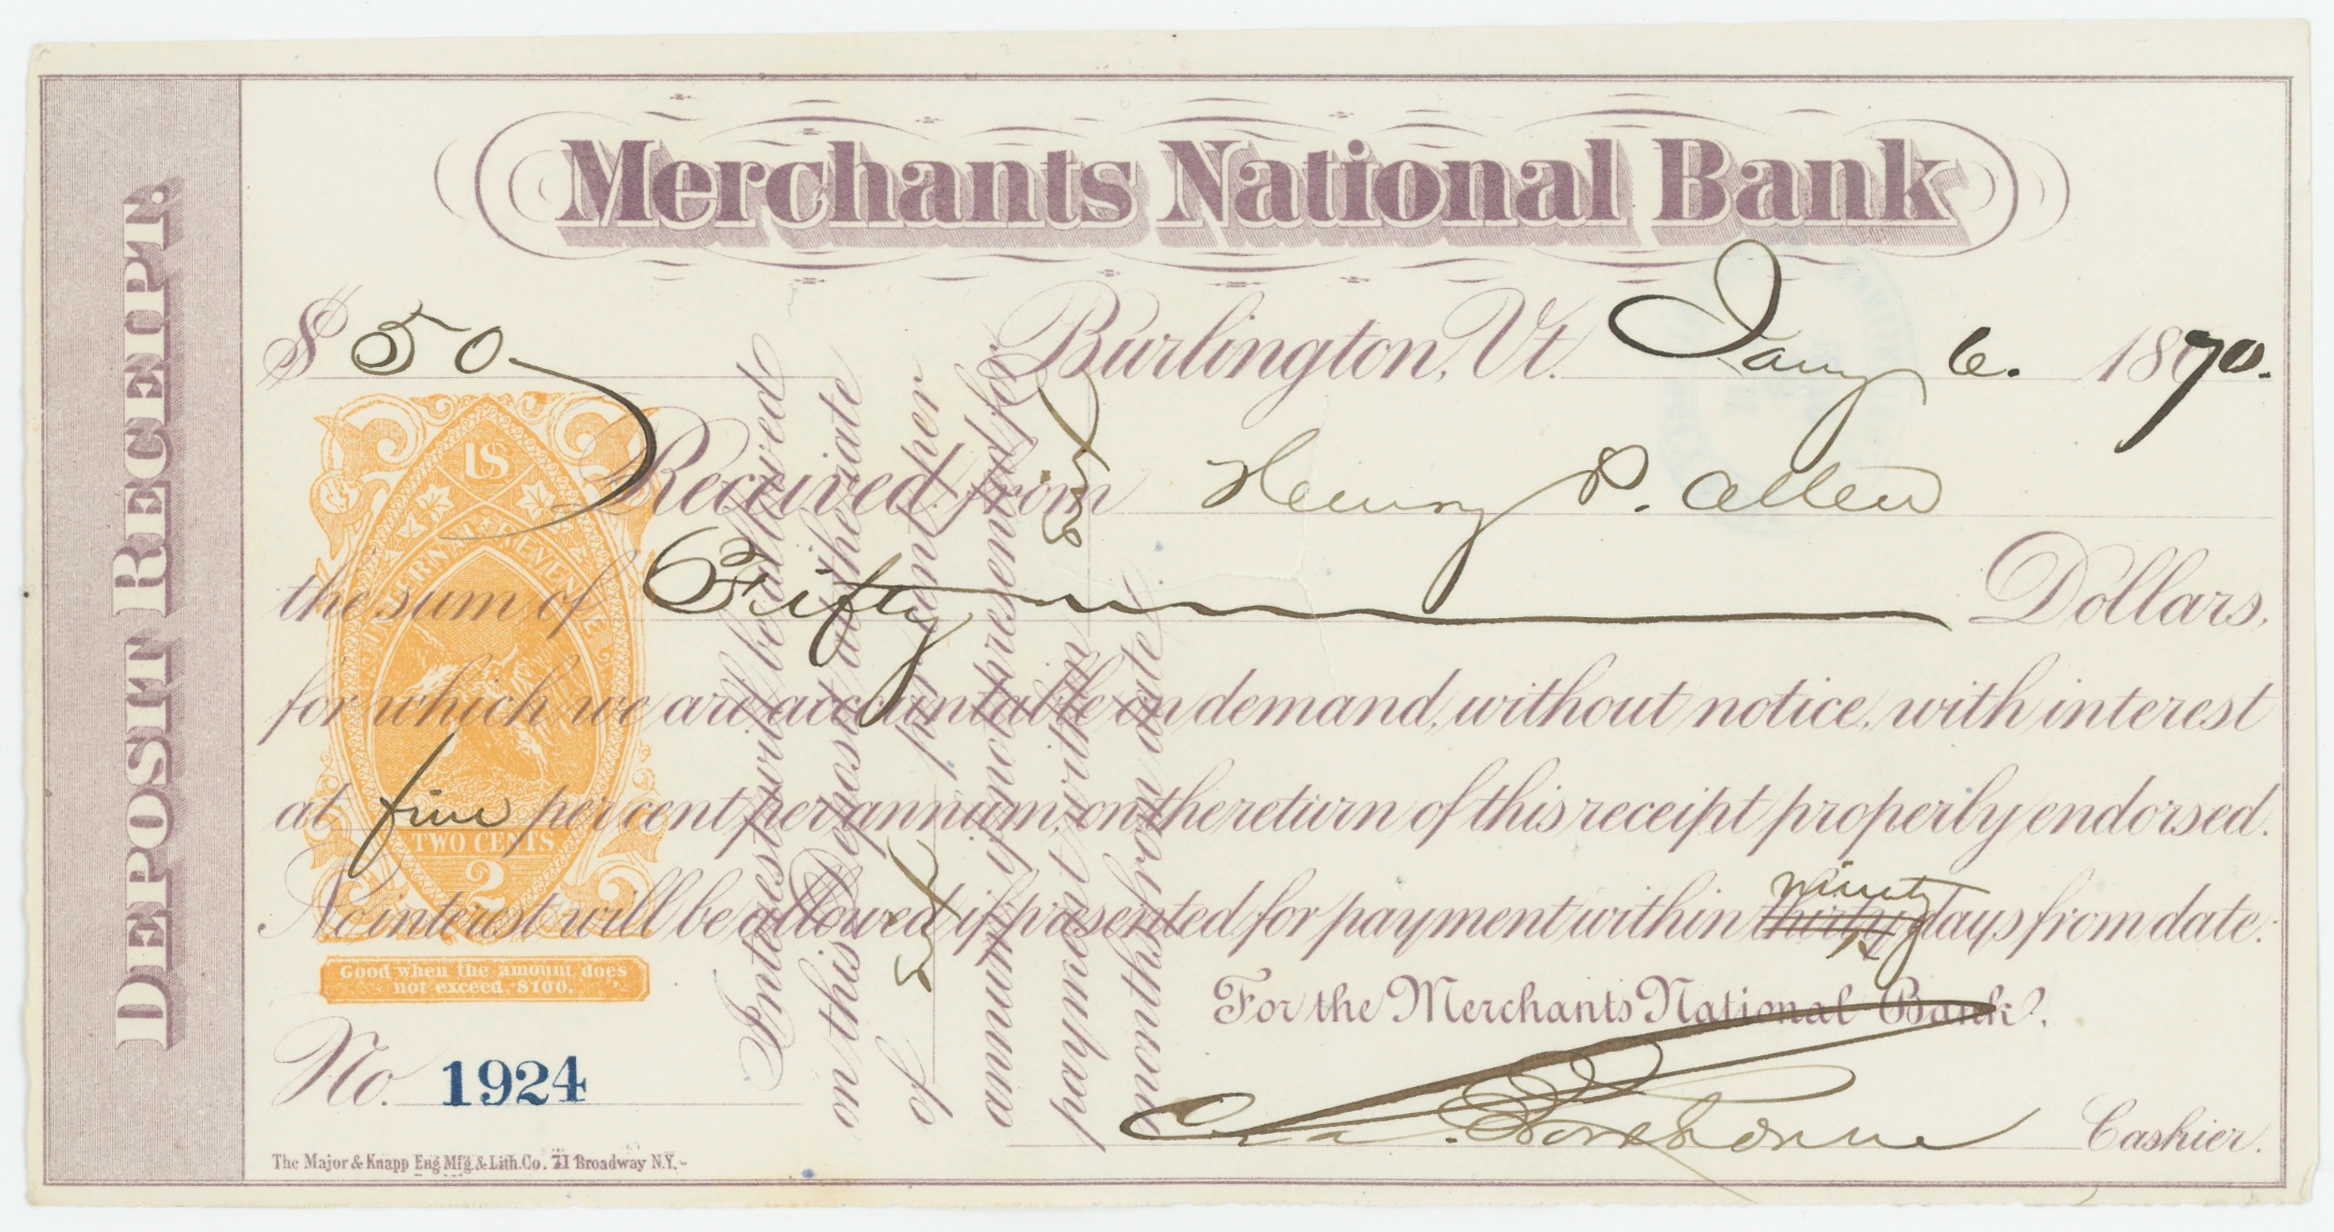 DEPOSIT RECEIPT.
Merchants National Bank
$ 50 Burlington, Vt. Jany 6. 1870.
Received from Henry P. Allen
the sum of Fifty Dollars,
for which we are accountable on demand, without notice, with interest
at five per cent per annum, on the return of this receipt properly endorsed.
No interest will be allowed if presented for payment within thirty ninety days from date.
For the Merchants National Bank.
Cashier.
No. 1924
The Major & Knapp Eng. Mfg. & Lith. Co. 71 Broadway N.Y.
US
INTERNAL REVENUE
TWO CENTS
2
Good when the amount does
not exceed $100.
Interest will be allowed
on this Deposit at the rate
of six per cent per
annum if not presented for
payment within
months from date